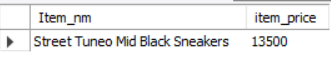 Item_nm item_price
Street Tuneo Mid Black Sneakers 13500